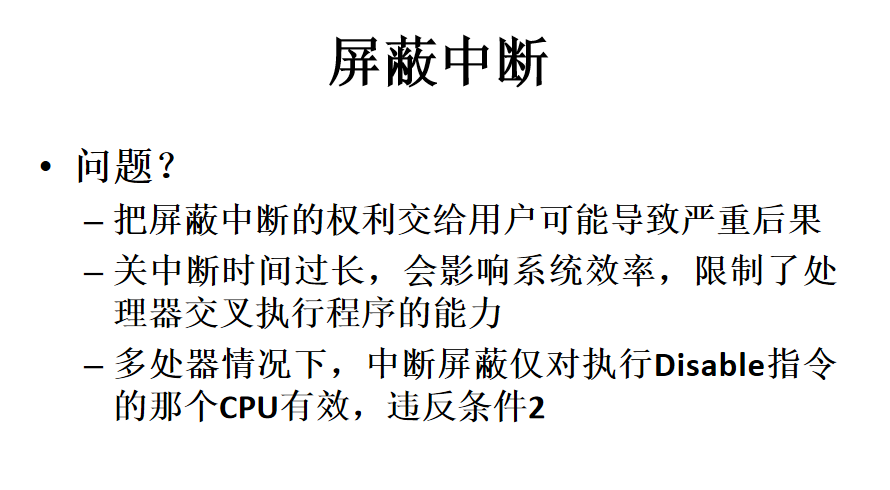 屏蔽中断
• 问题？
– 把屏蔽中断的权利交给用户可能导致严重后果
– 关中断时间过长，会影响系统效率，限制了处
理器交叉执行程序的能力
– 多处器情况下，中断屏蔽仅对执行Disable指令
的那个CPU有效，违反条件2